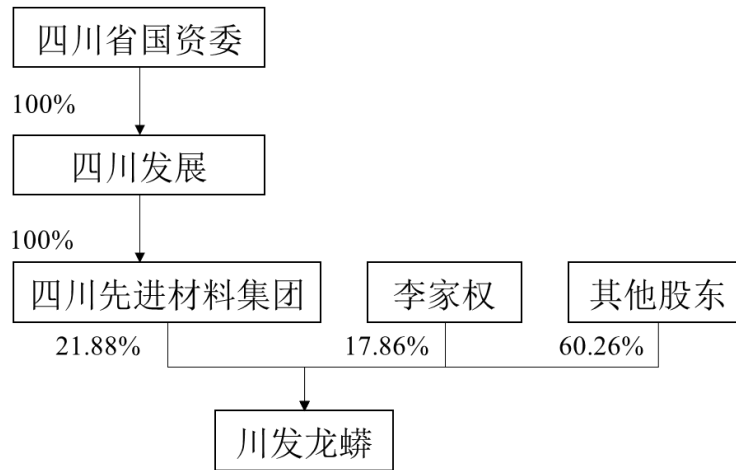 四川省国资委
100%
四川发展
100%
四川先进材料集团
李家权
其他股东
21.88%
17.86%
60.26%
川发龙蟒